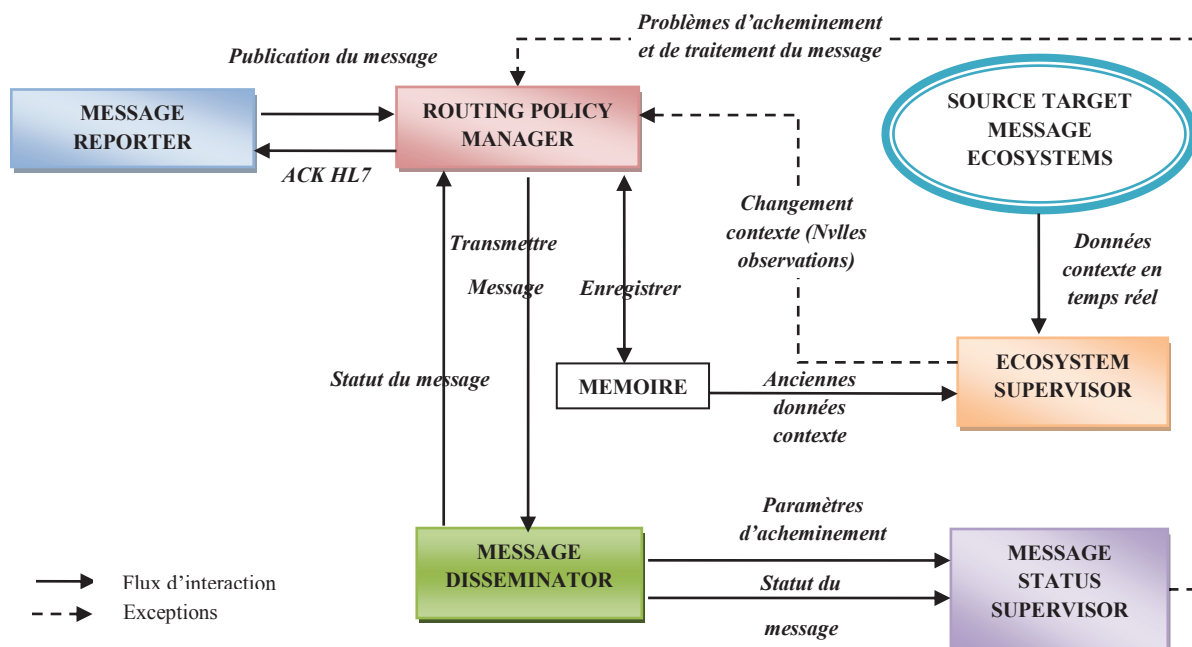 Problèmes d'acheminement
et de traitement du message
Publication du message
MESSAGE
REPORTER
ROUTING POLICY
MANAGER
SOURCE TARGET
MESSAGE
ECOSYSTEMS
ACK HL7
Changement
contexte (Nvlles
observations)
Transmettre
Message
Enregistrer
Données
contexte en
temps réel
Statut du message
MEMOIRE
Anciennes
données
contexte
ECOSYSTEM
SUPERVISOR
Paramètres
d'acheminement
MESSAGE
DISSEMINATOR
Statut du
message
MESSAGE
STATUS
SUPERVISOR
Flux d'interaction
Exceptions